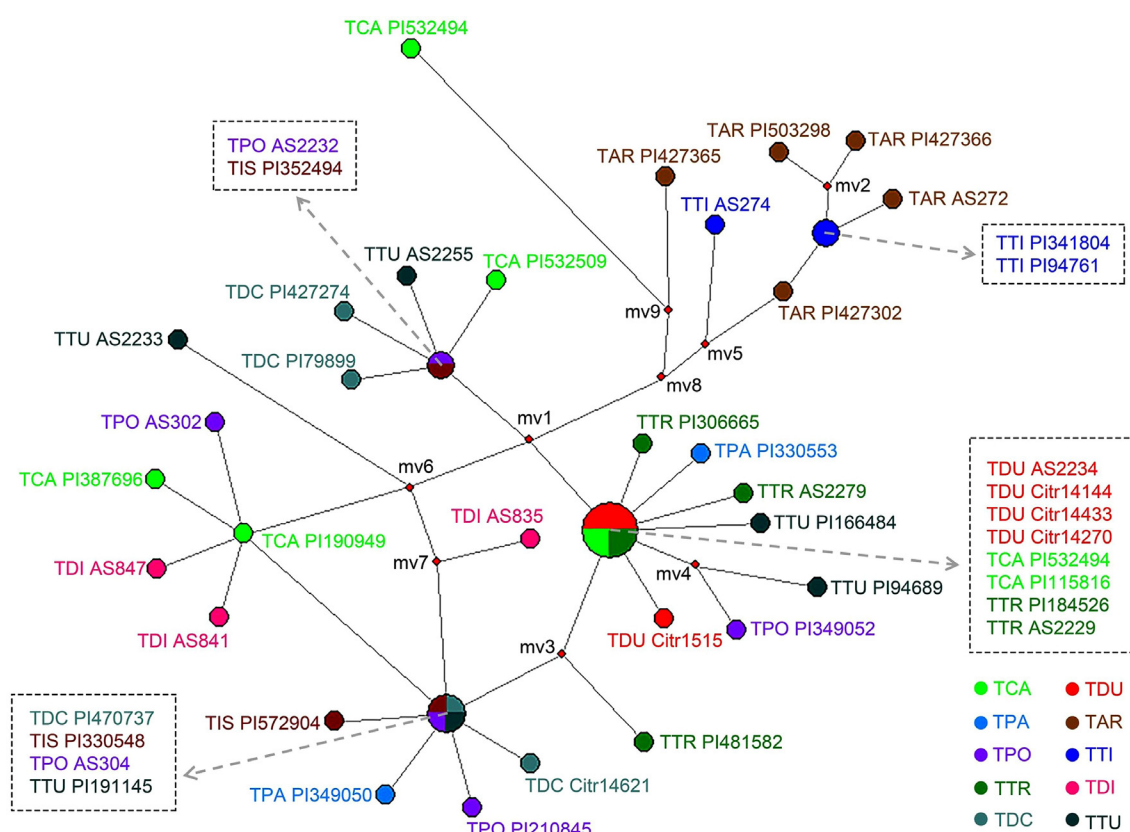 TCA PI532494
TPO AS2232
TIS PI352494
TAR PI503298
TAR PI427366
TAR PI427365
mv2
TTI AS274
TAR AS272
TTI PI341804
TTI PI94761
TTU AS2255
TCA PI532509
TDC PI427274
TAR PI427302
mv9
TTU AS2233
mv5
TDC PI79899
mv8
mv1
TPO AS302
TTR PI306665
TPA PI330553
mv6
TCA PI387696
TTR AS2279
TDI AS835
TTU PI166484
TCA PI190949
TDI AS847
mv7
mv4
TTU PI94689
TDI AS841
TDU Citr1515
TPO PI349052
mv3
TDU AS2234
TDU Citr14144
TDU Citr14433
TDU Citr14270
TCA PI532494
TCA PI115816
TTR PI184526
TTR AS2229
TDC PI470737
TIS PI330548
TPO AS304
TTU PI191145
TIS PI572904
TTR PI481582
TDC Citr14621
TPA PI349050
TPO PI210845
TCA
TDU
TPA
TAR
TPO
TTI
TTR
TDI
TDC
TTU